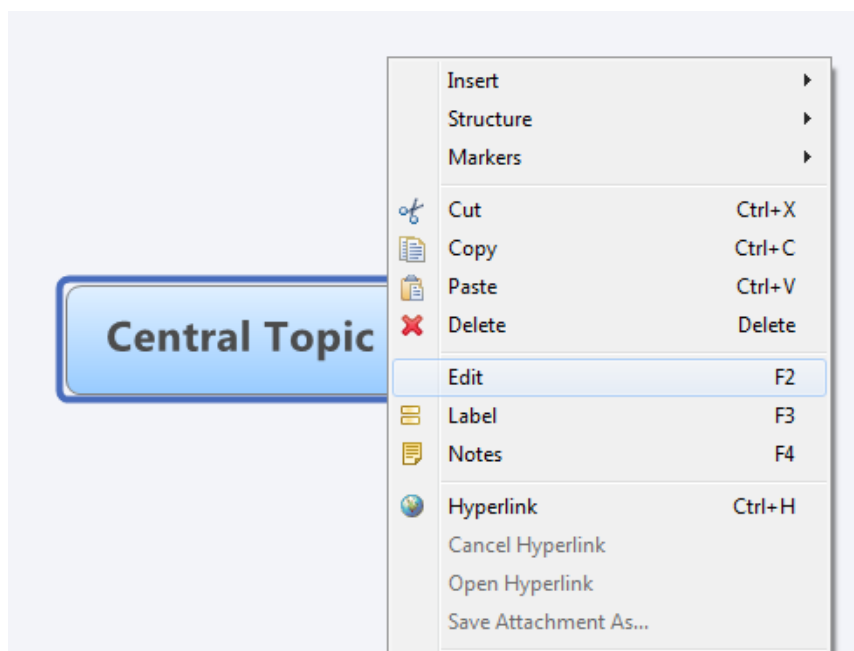 Central Topic
Insert
Structure
Markers
Cut Ctrl+X
Copy Ctrl+C
Paste Ctrl+V
Delete Delete
Edit F2
Label F3
Notes F4
Hyperlink Ctrl+H
Cancel Hyperlink
Open Hyperlink
Save Attachment As...